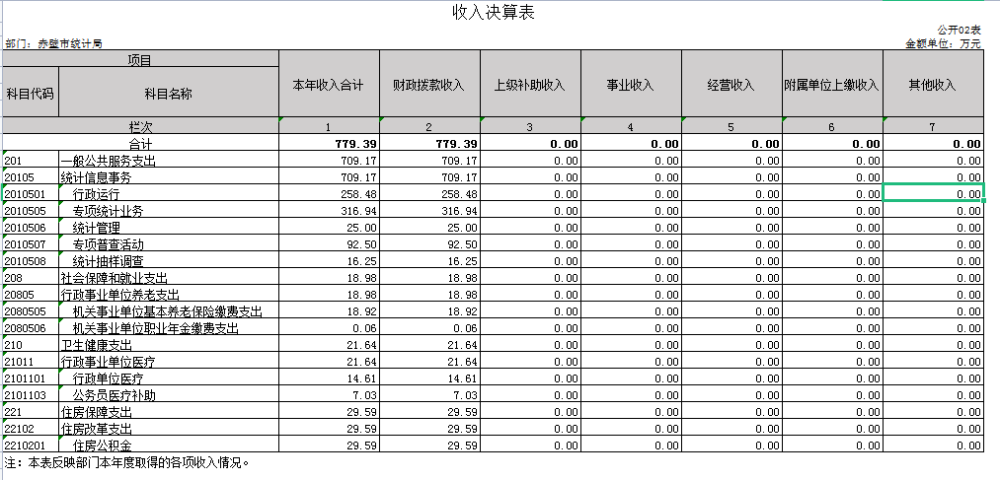 收入决算表
公开02表
部门：赤壁市统计局 金额单位：万元
项目 本年收入合计 财政拨款收入 上级补助收入 事业收入 经营收入 附属单位上缴收入 其他收入
科目代码 科目名称
栏次 1 2 3 4 5 6 7
合计 779.39 779.39 0.00 0.00 0.00 0.00 0.00
201 一般公共服务支出 709.17 709.17 0.00 0.00 0.00 0.00 0.00
20105 统计信息事务 709.17 709.17 0.00 0.00 0.00 0.00 0.00
2010501 行政运行 258.48 258.48 0.00 0.00 0.00 0.00 0.00
2010505 专项统计业务 316.94 316.94 0.00 0.00 0.00 0.00 0.00
2010506 统计管理 25.00 25.00 0.00 0.00 0.00 0.00 0.00
2010507 专项普查活动 92.50 92.50 0.00 0.00 0.00 0.00 0.00
2010508 统计抽样调查 16.25 16.25 0.00 0.00 0.00 0.00 0.00
208 社会保障和就业支出 18.98 18.98 0.00 0.00 0.00 0.00 0.00
20805 行政事业单位养老支出 18.98 18.98 0.00 0.00 0.00 0.00 0.00
2080505 机关事业单位基本养老保险缴费支出 18.92 18.92 0.00 0.00 0.00 0.00 0.00
2080506 机关事业单位职业年金缴费支出 0.06 0.06 0.00 0.00 0.00 0.00 0.00
210 卫生健康支出 21.64 21.64 0.00 0.00 0.00 0.00 0.00
21011 行政事业单位医疗 21.64 21.64 0.00 0.00 0.00 0.00 0.00
2101101 行政单位医疗 14.61 14.61 0.00 0.00 0.00 0.00 0.00
2101103 公务员医疗补助 7.03 7.03 0.00 0.00 0.00 0.00 0.00
221 住房保障支出 29.59 29.59 0.00 0.00 0.00 0.00 0.00
22102 住房改革支出 29.59 29.59 0.00 0.00 0.00 0.00 0.00
2210201 住房公积金 29.59 29.59 0.00 0.00 0.00 0.00 0.00
注：本表反映部门本年度取得的各项收入情况。